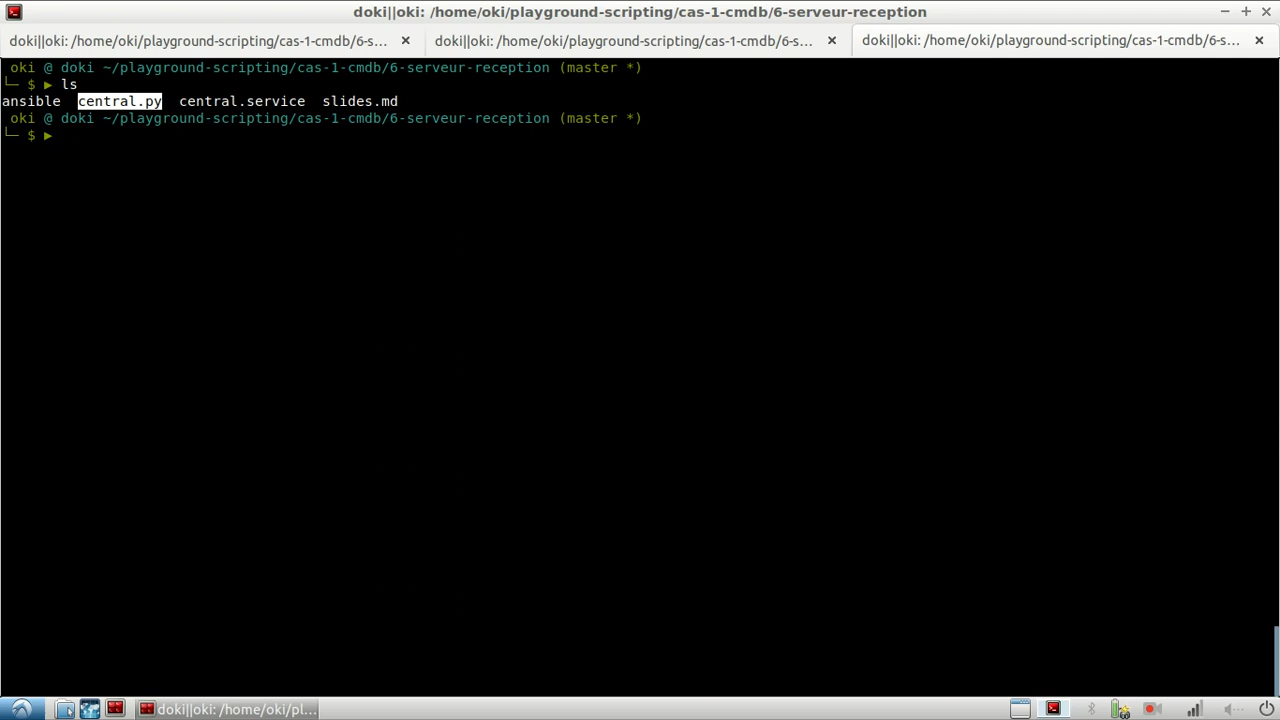 doki||oki: /home/oki/playground-scripting/cas-1-cmdb/6-serveur-reception
doki||oki: /home/oki/playground-scripting/cas-1-cmdb/6-s...
doki||oki: /home/oki/playground-scripting/cas-1-cmdb/6-s...
doki||oki: /home/oki/playground-scripting/cas-1-cmdb/6-s...
oki @ doki ~/playground-scripting/cas-1-cmdb/6-serveur-reception (master *)
└─ $ ▶ ls
ansible central.py central.service slides.md
oki @ doki ~/playground-scripting/cas-1-cmdb/6-serveur-reception (master *)
└─ $ ▶
doki||oki: /home/oki/pl...